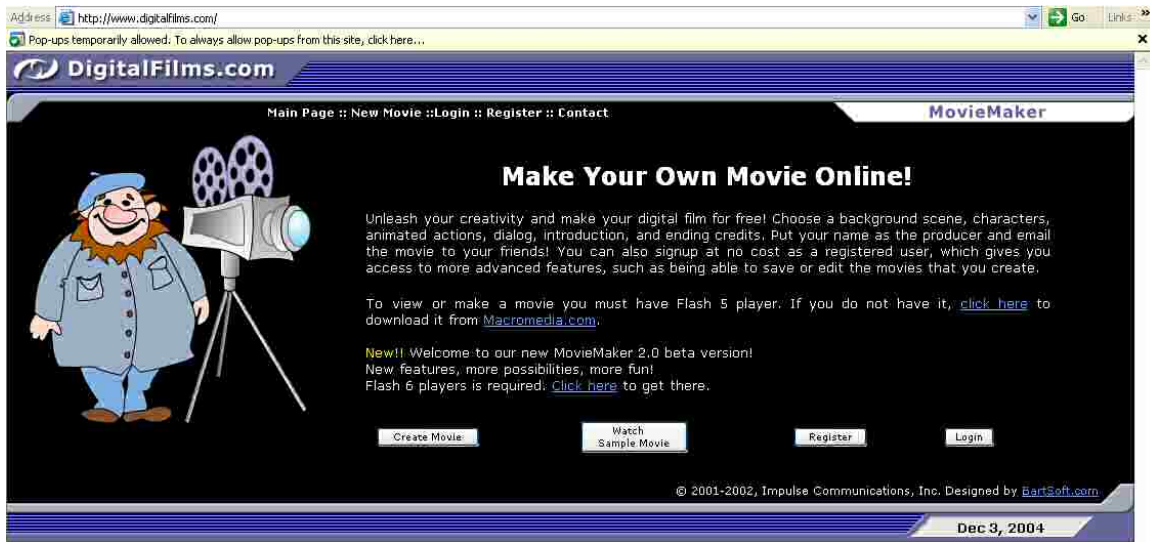 Address http://www.digitalfilms.com/ Go Links »
Pop-ups temporarily allowed. To always allow pop-ups from this site, click here...
DigitalFilms.com
Main Page :: New Movie ::Login :: Register :: Contact
MovieMaker
Make Your Own Movie Online!
Unleash your creativity and make your digital film for free! Choose a background scene, characters,
animated actions, dialog, introduction, and ending credits. Put your name as the producer and email
the movie to your friends! You can also signup at no cost as a registered user, which gives you
access to more advanced features, such as being able to save or edit the movies that you create.
To view or make a movie you must have Flash 5 player. If you do not have it, click here to
download it from Macromedia.com.
New!! Welcome to our new MovieMaker 2.0 beta version!
New features, more possibilities, more fun!
Flash 6 players is required. Click here to get there.
Create Movie
Watch
Sample Movie
Register
Login
© 2001-2002, Impulse Communications, Inc. Designed by BartSoft.com
Dec 3, 2004